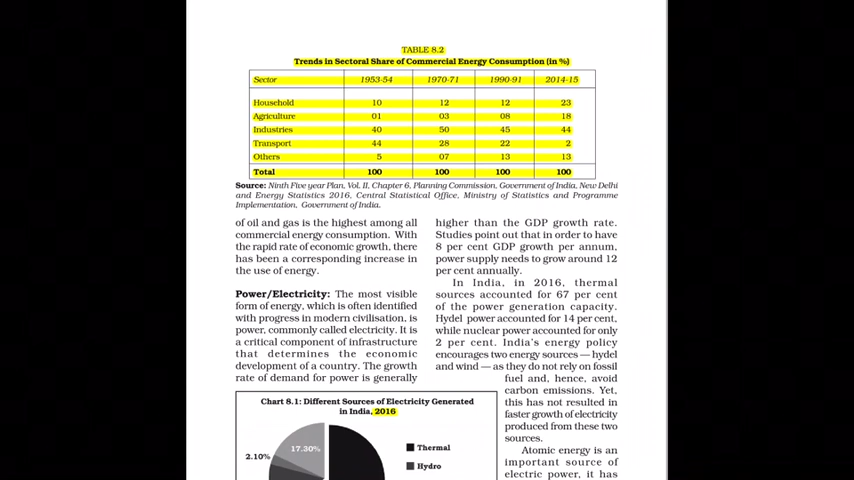 TABLE 8.2
Trends in Sectoral Share of Commercial Energy Consumption (in %)
Sector 1953-54 1970-71 1990-91 2014-15
Household 10 12 12 23
Agriculture 01 03 08 18
Industries 40 50 45 44
Transport 44 28 22 2
Others 5 07 13 13
Total 100 100 100 100
Source: Ninth Five year Plan, Vol. II, Chapter 6, Planning Commission, Government of India, New Delhi
and Energy Statistics 2016, Central Statistical Office, Ministry of Statistics and Programme
Implementation, Government of India.
of oil and gas is the highest among all
commercial energy consumption. With
the rapid rate of economic growth, there
has been a corresponding increase in
the use of energy.
Power/Electricity: The most visible
form of energy, which is often identified
with progress in modern civilisation, is
power, commonly called electricity. It is
a critical component of infrastructure
that determines the economic
development of a country. The growth
rate of demand for power is generally
higher than the GDP growth rate.
Studies point out that in order to have
8 per cent GDP growth per annum,
power supply needs to grow around 12
per cent annually.
In India, in 2016, thermal
sources accounted for 67 per cent
of the power generation capacity.
Hydel power accounted for 14 per cent,
while nuclear power accounted for only
2 per cent. India's energy policy
encourages two energy sources — hydel
and wind — as they do not rely on fossil
fuel and, hence, avoid
carbon emissions. Yet,
this has not resulted in
faster growth of electricity
produced from these two
sources.
Atomic energy is an
important source of
electric power, it has
Chart 8.1: Different Sources of Electricity Generated
in India, 2016
17.30%
2.10%
Thermal
Hydro